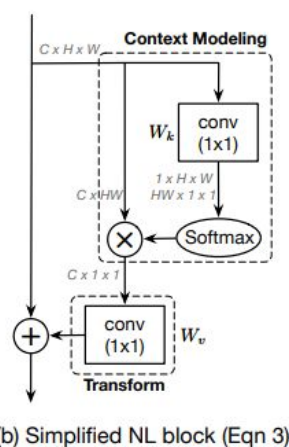 Context Modeling
C x H x W
W_k
conv
(1x1)
1 x H x W
HW x 1 x 1
C x HW
×
Softmax
C x 1 x 1
+
conv
(1x1)
W_v
Transform
(b) Simplified NL block (Eqn 3)